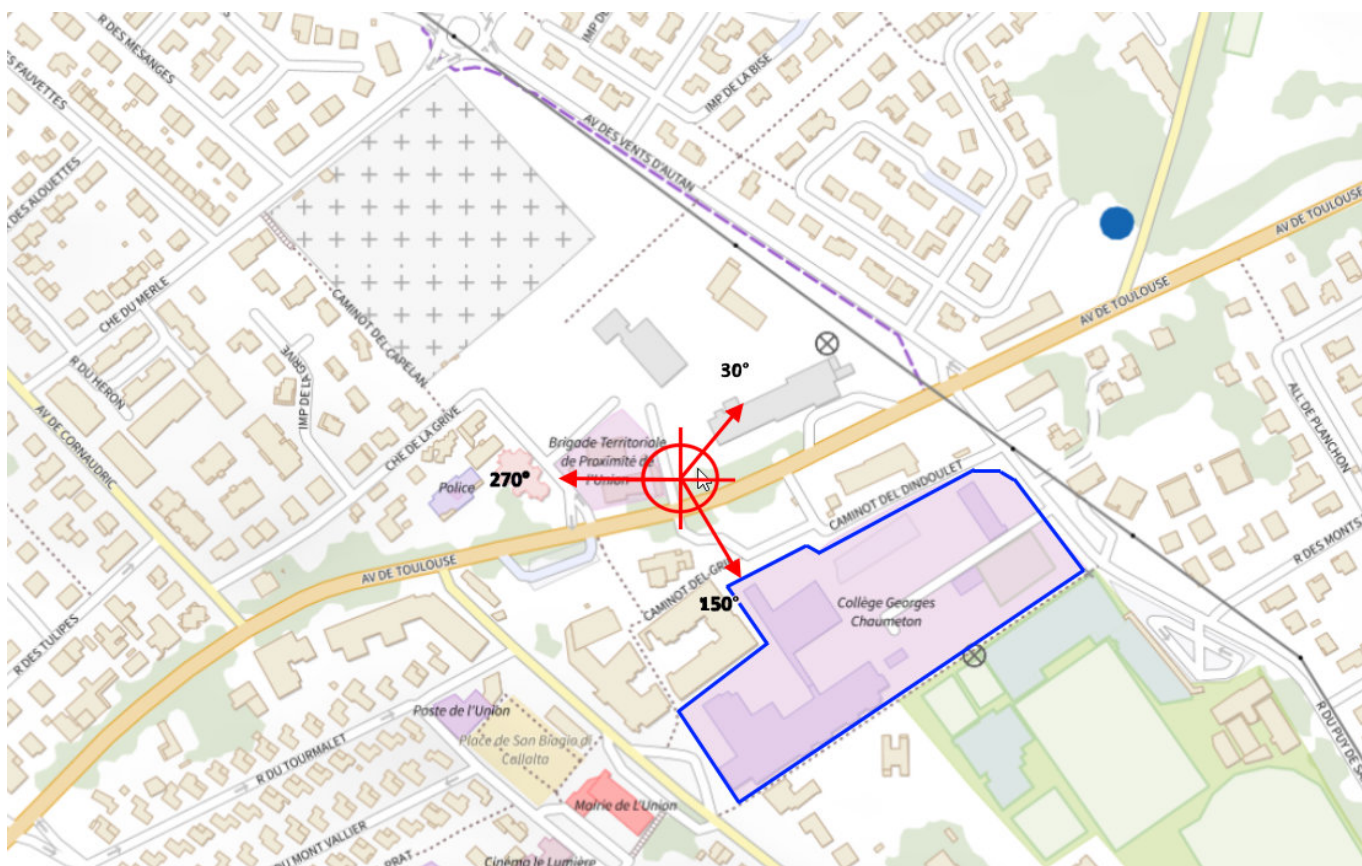 R DES MESANGES
DES FAUVETTES
DES ALOUETTES
IMP DE
IMP DE LA BISE
AV DES VENTS D'AUTAN
AV DE TOULOUSE
AV DE TOULOUSE
CHE DU MERLE
CAMINOT DEL CAPELAN
IMP DE LA GRIVE
R DU HERON
AV DE CORNAUDRIC
CHE DE LA GRIVE
30°
ALL DE PLANCHON
Brigade Territoriale
de Proximité de
l'Union
Police
270°
CAMINOT DEL DINDOULET
R DES MONTS
AV DE TOULOUSE
CAMINOT DEL GRIL
150°
Collège Georges
Chaumeton
R DES TULIPES
Poste de l'Union
Place de San Biagio di
Callalta
R DU TOURMALET
Mairie de L'Union
R DU PUY DE S
DU MONT VALLIER
PRAT
Cinéma le Lumière